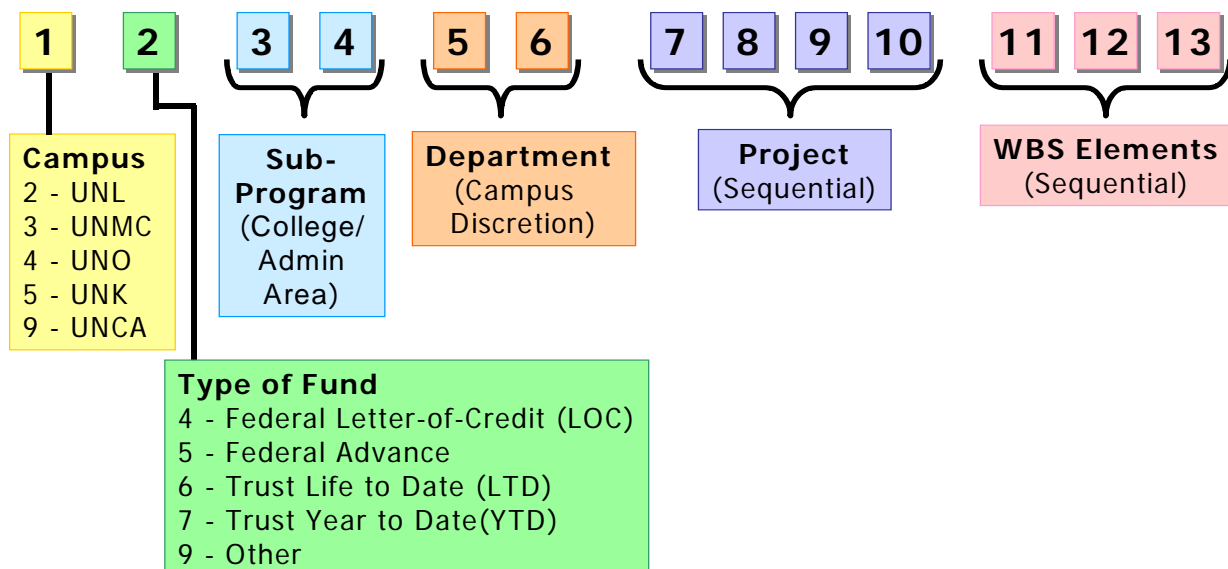 1 2 3 4 5 6 7 8 9 10 11 12 13
Campus
2 - UNL
3 - UNMC
4 - UNO
5 - UNK
9 - UNCA
Sub-
Program
(College/
Admin
Area)
Department
(Campus
Discretion)
Project
(Sequential)
WBS Elements
(Sequential)
Type of Fund
4 - Federal Letter-of-Credit (LOC)
5 - Federal Advance
6 - Trust Life to Date (LTD)
7 - Trust Year to Date(YTD)
9 - Other